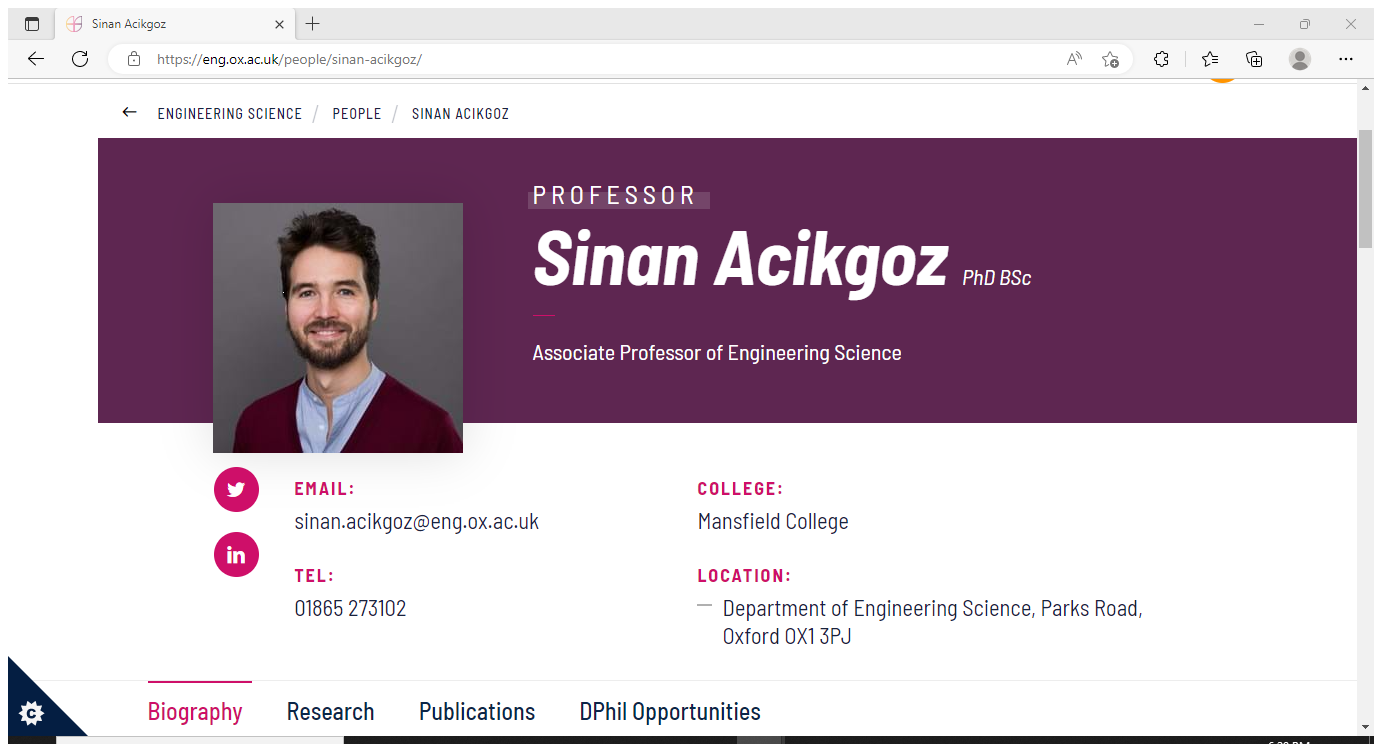 Sinan Acikgoz
https://eng.ox.ac.uk/people/sinan-acikgoz/
ENGINEERING SCIENCE / PEOPLE / SINAN ACIKGOZ
PROFESSOR
Sinan Acikgoz PhD BSc
Associate Professor of Engineering Science
EMAIL:
sinan.acikgoz@eng.ox.ac.uk
TEL:
01865 273102
COLLEGE:
Mansfield College
LOCATION:
Department of Engineering Science, Parks Road,
Oxford OX1 3PJ
Biography Research Publications DPhil Opportunities